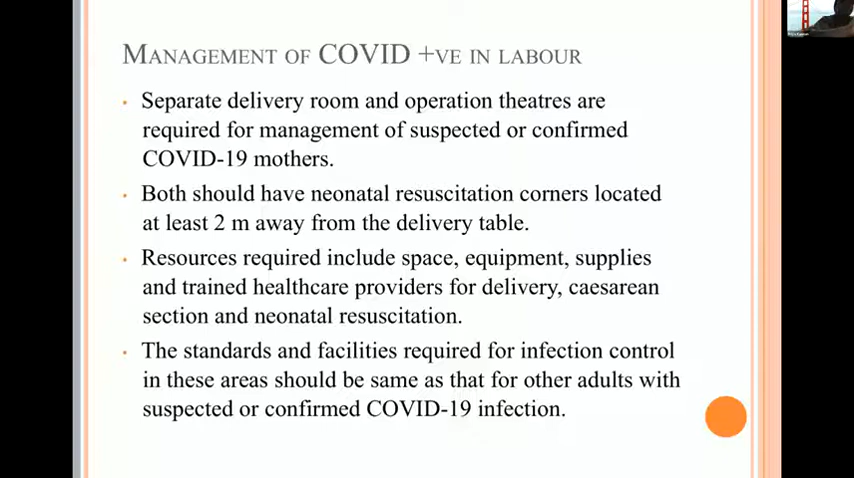 MANAGEMENT OF COVID +VE IN LABOUR
• Separate delivery room and operation theatres are
required for management of suspected or confirmed
COVID-19 mothers.
• Both should have neonatal resuscitation corners located
at least 2 m away from the delivery table.
• Resources required include space, equipment, supplies
and trained healthcare providers for delivery, caesarean
section and neonatal resuscitation.
• The standards and facilities required for infection control
in these areas should be same as that for other adults with
suspected or confirmed COVID-19 infection.